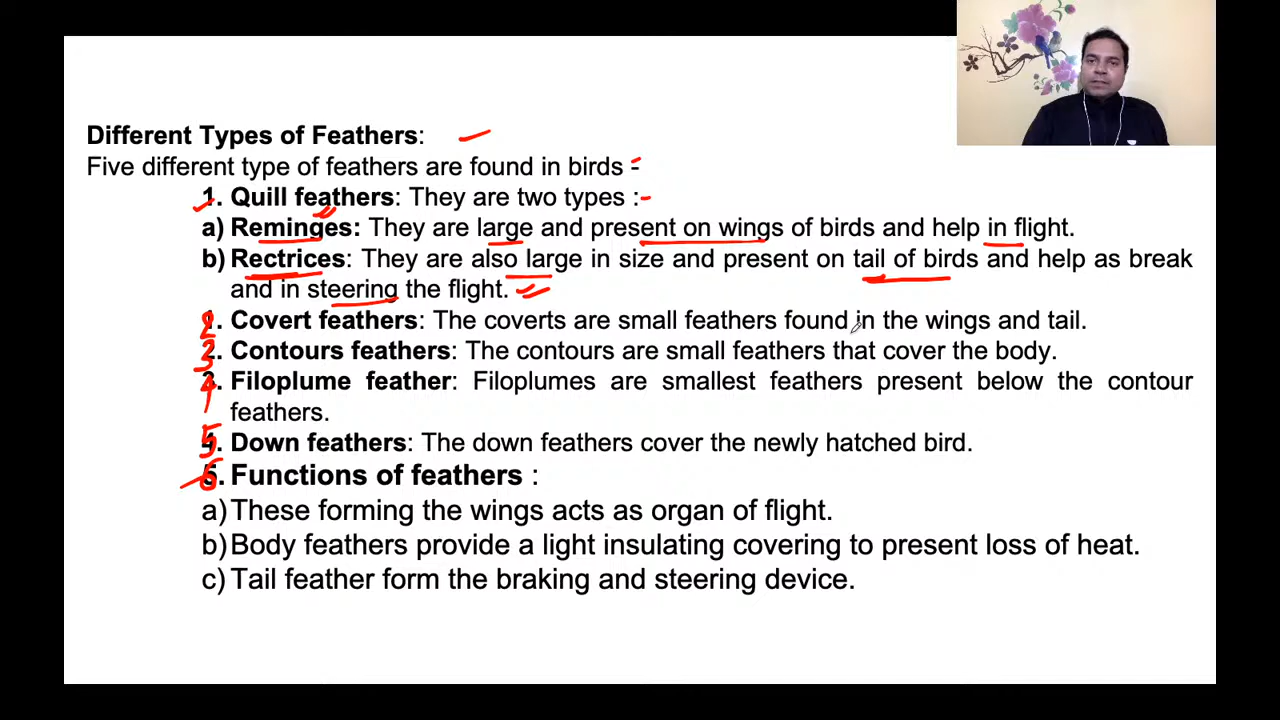 Different Types of Feathers:
Five different type of feathers are found in birds -
1. Quill feathers: They are two types :-
a) Reminges: They are large and present on wings of birds and help in flight.
b) Rectrices: They are also large in size and present on tail of birds and help as break
and in steering the flight.
2. Covert feathers: The coverts are small feathers found in the wings and tail.
3. Contours feathers: The contours are small feathers that cover the body.
4. Filoplume feather: Filoplumes are smallest feathers present below the contour
feathers.
5. Down feathers: The down feathers cover the newly hatched bird.
6. Functions of feathers :
a) These forming the wings acts as organ of flight.
b) Body feathers provide a light insulating covering to present loss of heat.
c) Tail feather form the braking and steering device.